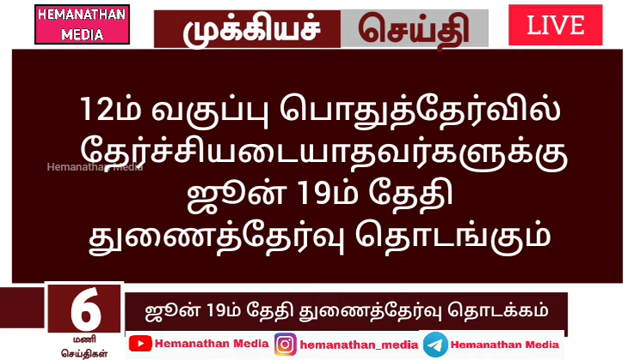 HEMANATHAN
MEDIA
முக்கியச் செய்தி
LIVE
12ம் வகுப்பு பொதுத்தேர்வில்
தேர்ச்சியடையாதவர்களுக்கு
Hemanathan Media
ஜூன் 19ம் தேதி
துணைத்தேர்வு தொடங்கும்
6
மணி
செய்திகள்
ஜூன் 19ம் தேதி துணைத்தேர்வு தொடக்கம்
Hemanathan Media
hemanathan_media
Hemanathan Media